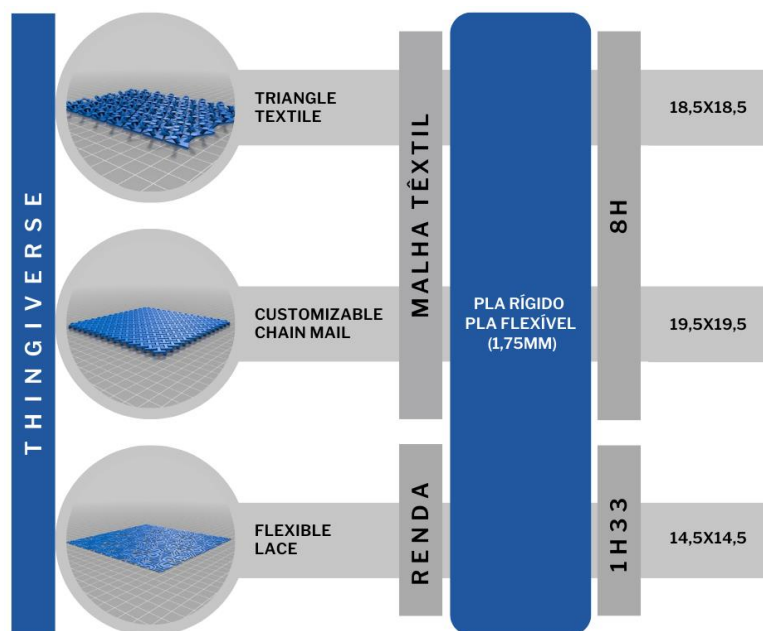 THINGIVERSE
TRIANGLE
TEXTILE
CUSTOMIZABLE
CHAIN MAIL
FLEXIBLE
LACE
MALHA TÊXTIL
RENDA
PLA RÍGIDO
PLA FLEXÍVEL
(1,75MM)
8H
1H33
18,5X18,5
19,5X19,5
14,5X14,5